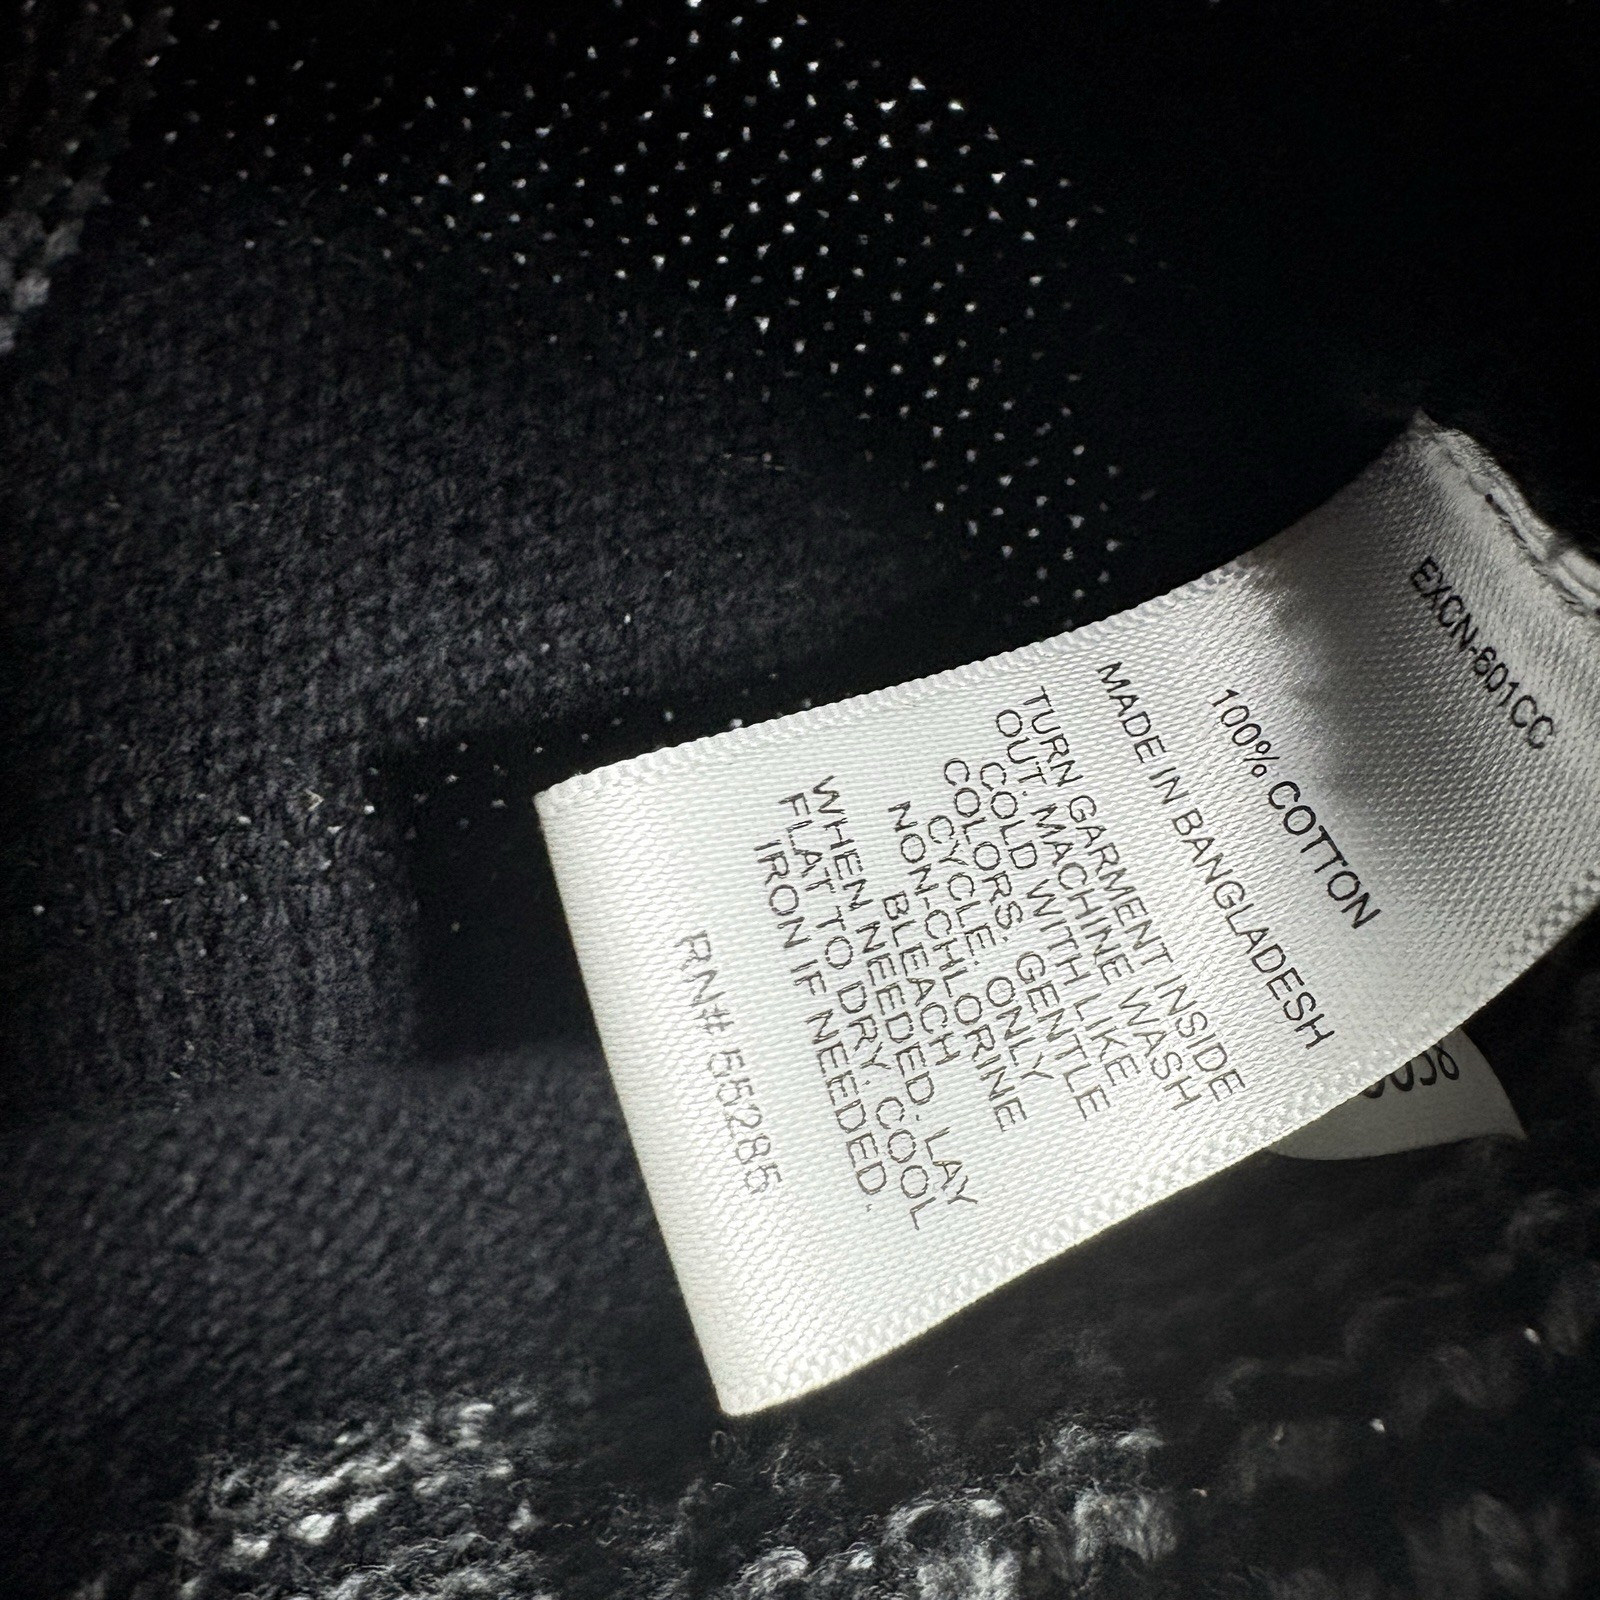 EXCN-601CC
100% COTTON
MADE IN BANGLADESH
TURN GARMENT INSIDE
OUT. MACHINE WASH
COLD WITH LIKE
COLORS. GENTLE
CYCLE. ONLY
NON-CHLORINE
BLEACH
WHEN NEEDED. LAY
FLAT TO DRY. COOL
IRON IF NEEDED.
RN# 55285